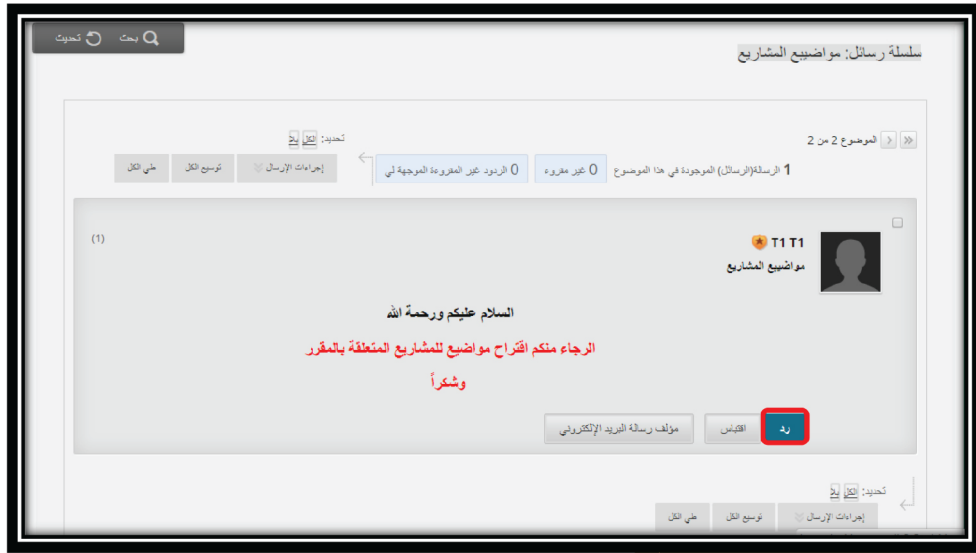 بحث تحديث
سلسلة رسائل: مواضيع المشاريع
الموضوع 2 من 2
تحديد: الكل بلا
1 الرسالة(الرسائل) الموجودة في هذا الموضوع 0 غير مقروء 0 الردود غير المقروءة الموجهة لي
إجراءات الإرسال توسيع الكل طي الكل
T1 T1
(1)
مواضيع المشاريع
السلام عليكم ورحمة الله
الرجاء منكم اقتراح مواضيع للمشاريع المتعلقة بالمقرر
وشكراً
رد اقتباس مؤلف رسالة البريد الإلكتروني
تحديد: الكل بلا
إجراءات الإرسال توسيع الكل طي الكل